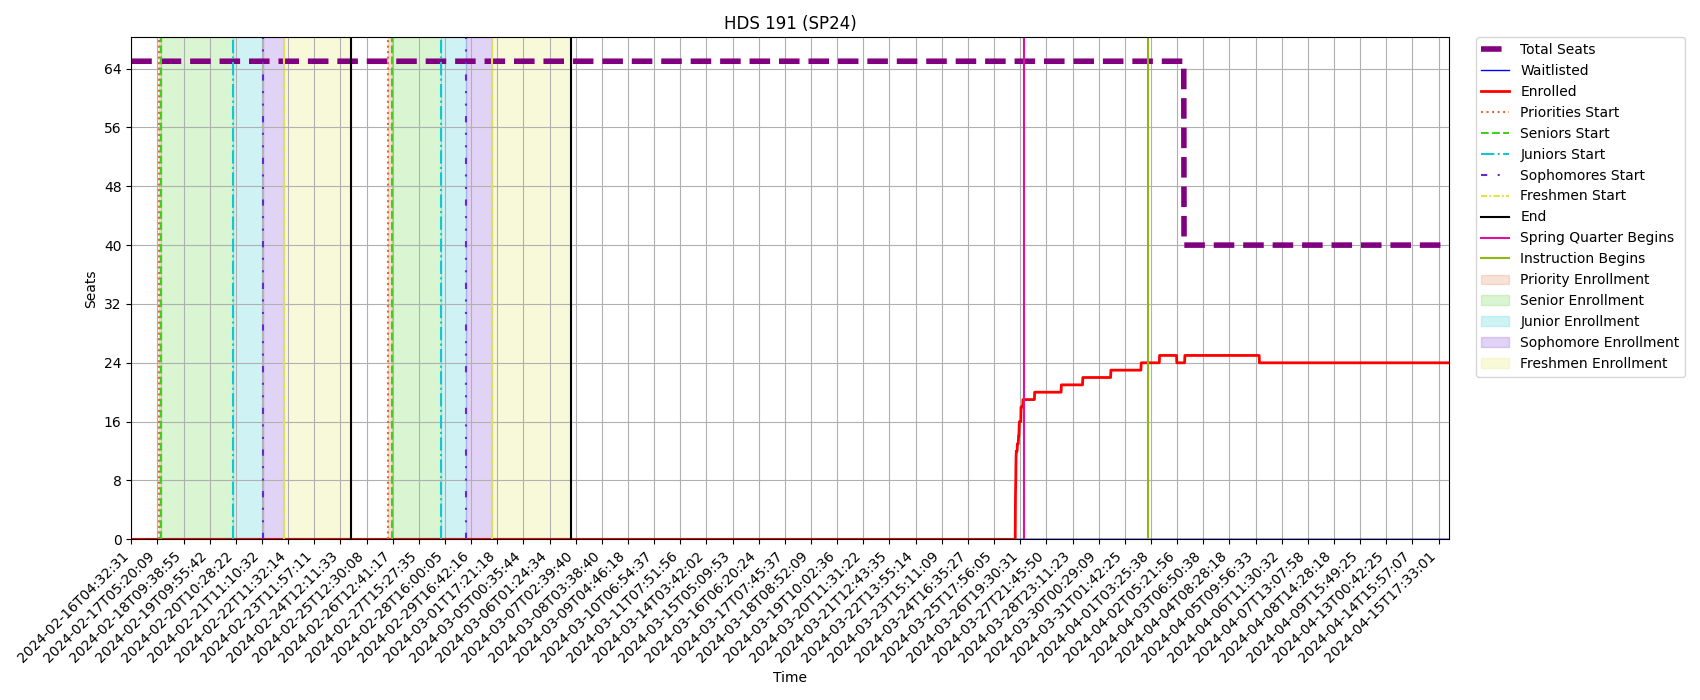 HDS 191 (SP24)
Seats
64
56
48
40
32
24
16
8
0
2024-02-16T04:32:31
2024-02-17T05:20:09
2024-02-18T09:38:55
2024-02-19T09:55:42
2024-02-20T10:28:22
2024-02-21T11:10:32
2024-02-22T11:32:14
2024-02-23T11:57:11
2024-02-24T12:11:33
2024-02-25T12:30:08
2024-02-26T12:41:17
2024-02-27T15:27:35
2024-02-28T16:00:05
2024-02-29T16:42:16
2024-03-01T17:21:18
2024-03-05T00:35:44
2024-03-06T01:24:34
2024-03-07T02:39:40
2024-03-08T03:38:40
2024-03-09T04:46:18
2024-03-10T06:54:37
2024-03-11T07:51:56
2024-03-14T03:42:02
2024-03-15T05:09:53
2024-03-16T06:20:24
2024-03-17T07:45:37
2024-03-18T08:52:09
2024-03-19T10:02:36
2024-03-20T11:31:22
2024-03-21T12:43:35
2024-03-22T13:55:14
2024-03-23T15:11:09
2024-03-24T16:35:27
2024-03-25T17:56:05
2024-03-26T19:30:31
2024-03-27T21:45:50
2024-03-28T23:11:23
2024-03-30T00:29:09
2024-03-31T01:42:25
2024-04-01T03:25:38
2024-04-02T05:21:56
2024-04-03T06:50:38
2024-04-04T08:28:18
2024-04-05T09:56:33
2024-04-06T11:30:32
2024-04-07T13:07:58
2024-04-08T14:28:18
2024-04-09T15:49:25
2024-04-13T00:42:25
2024-04-14T15:57:07
2024-04-15T17:33:01
Time
Total Seats
Waitlisted
Enrolled
Priorities Start
Seniors Start
Juniors Start
Sophomores Start
Freshmen Start
End
Spring Quarter Begins
Instruction Begins
Priority Enrollment
Senior Enrollment
Junior Enrollment
Sophomore Enrollment
Freshmen Enrollment